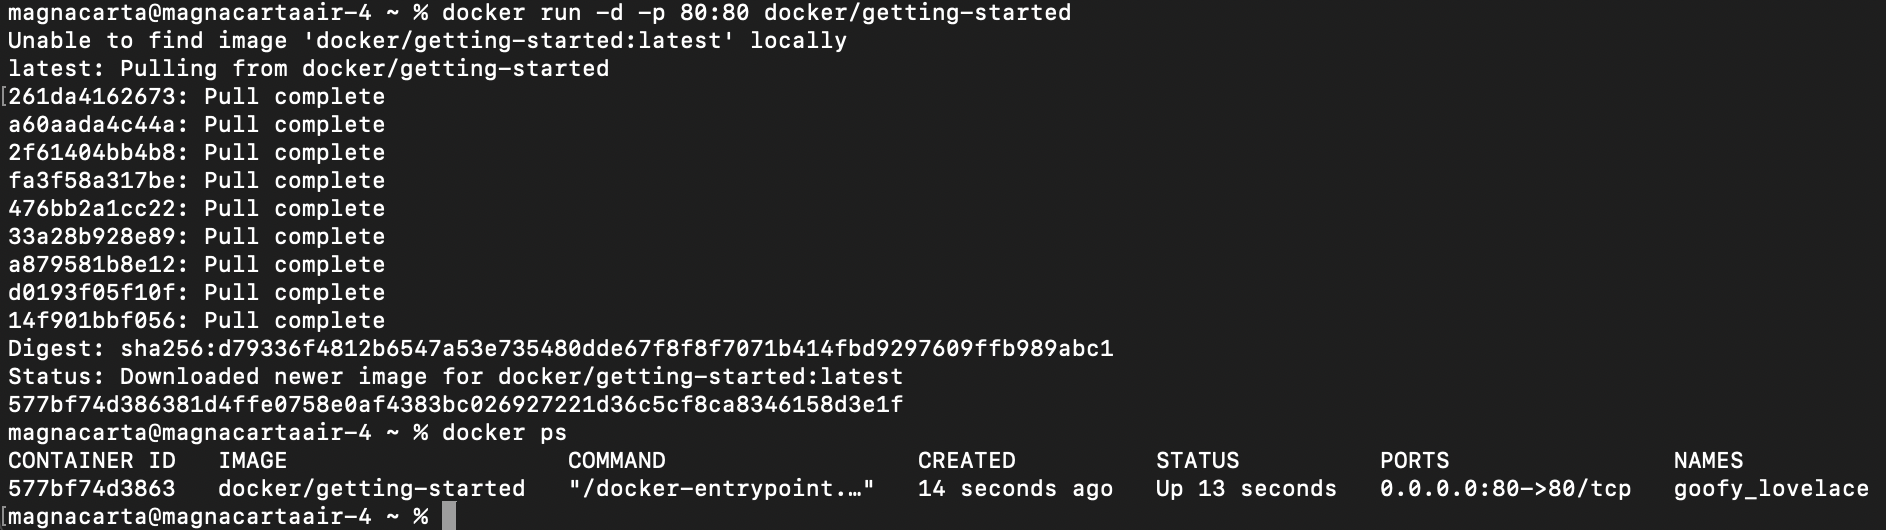 magnacarta@magnacartaair-4 ~ % docker run -d -p 80:80 docker/getting-started
Unable to find image 'docker/getting-started:latest' locally
latest: Pulling from docker/getting-started
[261da4162673: Pull complete
a60aada4c44a: Pull complete
2f61404bb4b8: Pull complete
fa3f58a317be: Pull complete
476bb2a1cc22: Pull complete
33a28b928e89: Pull complete
a879581b8e12: Pull complete
d0193f05f10f: Pull complete
14f901bbf056: Pull complete
Digest: sha256:d79336f4812b6547a53e735480dde67f8f8f7071b414fbd9297609ffb989abc1
Status: Downloaded newer image for docker/getting-started:latest
577bf74d386381d4ffe0758e0af4383bc026927221d36c5cf8ca8346158d3e1f
magnacarta@magnacartaair-4 ~ % docker ps
CONTAINER ID   IMAGE                    COMMAND                  CREATED          STATUS          PORTS                NAMES
577bf74d3863   docker/getting-started   "/docker-entrypoint.…"   14 seconds ago   Up 13 seconds   0.0.0.0:80->80/tcp   goofy_lovelace
[magnacarta@magnacartaair-4 ~ %